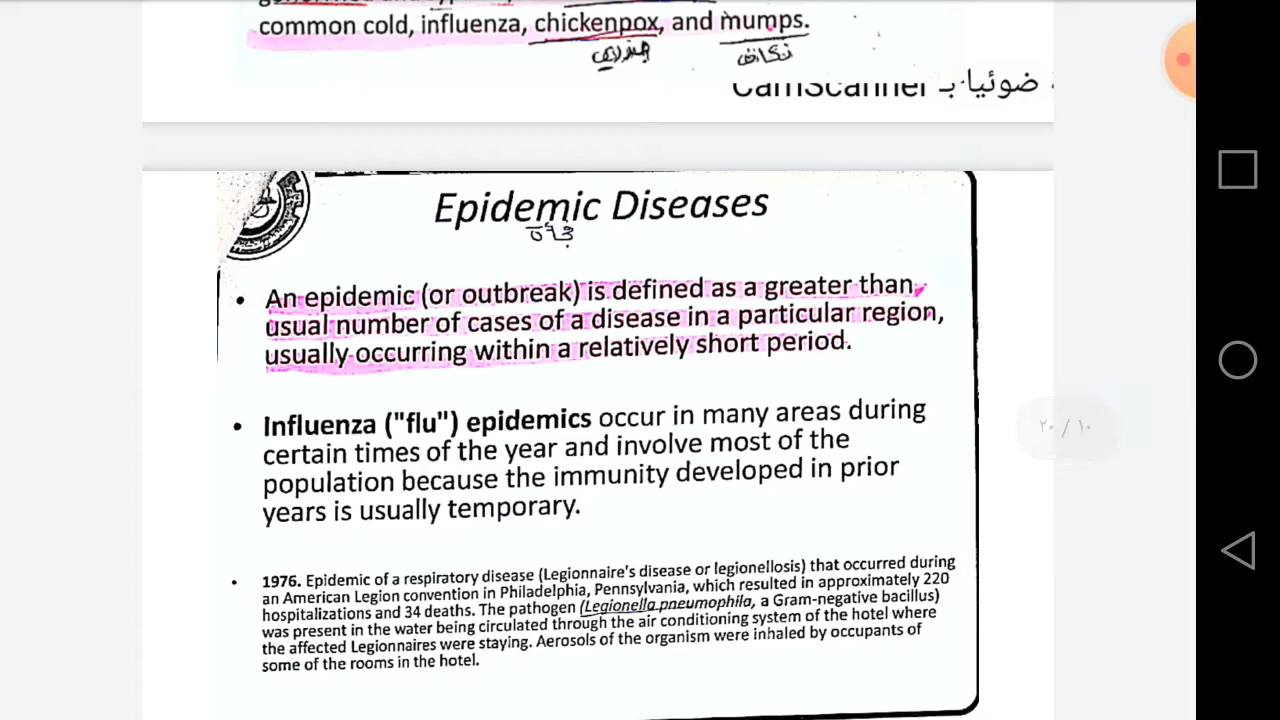 common cold, influenza, chickenpox, and mumps.
ضوئيا بـ CamScanner
Epidemic Diseases
• An epidemic (or outbreak) is defined as a greater than
usual number of cases of a disease in a particular region,
usually occurring within a relatively short period.
• Influenza ("flu") epidemics occur in many areas during
certain times of the year and involve most of the
population because the immunity developed in prior
years is usually temporary.
٢٠ / ١٠
• 1976. Epidemic of a respiratory disease (Legionnaire's disease or legionellosis) that occurred during
an American Legion convention in Philadelphia, Pennsylvania, which resulted in approximately 220
hospitalizations and 34 deaths. The pathogen (Legionella pneumophila, a Gram-negative bacillus)
was present in the water being circulated through the air conditioning system of the hotel where
the affected Legionnaires were staying. Aerosols of the organism were inhaled by occupants of
some of the rooms in the hotel.